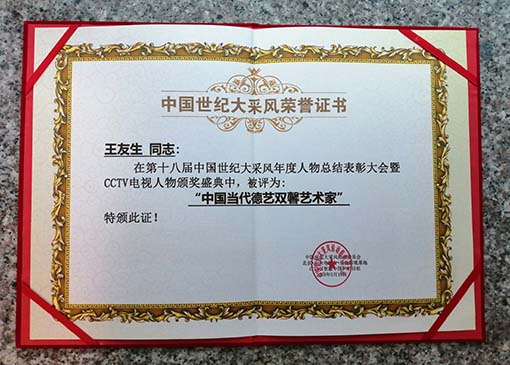 中国世纪大采风荣誉证书
王友生 同志：
在第十八届中国世纪大采风年度人物总结表彰大会暨
CCTV电视人物颁奖盛典中，被评为：
“中国当代德艺双馨艺术家”
特颁此证！